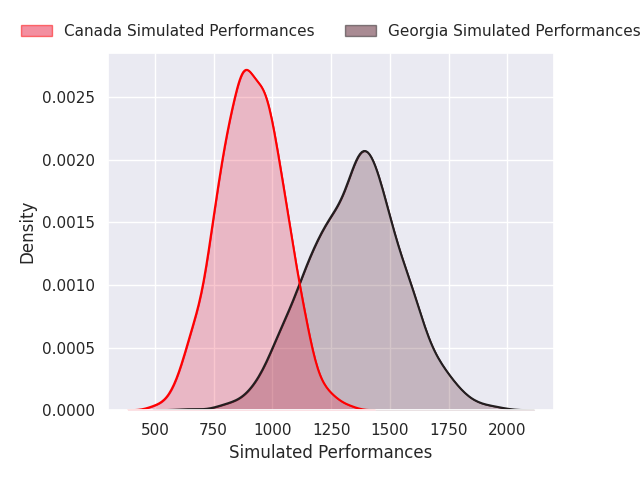 Canada Simulated Performances Georgia Simulated Performances
0.0025
0.0020
0.0015
0.0010
0.0005
0.0000
Density
500 750 1000 1250 1500 1750 2000
Simulated Performances